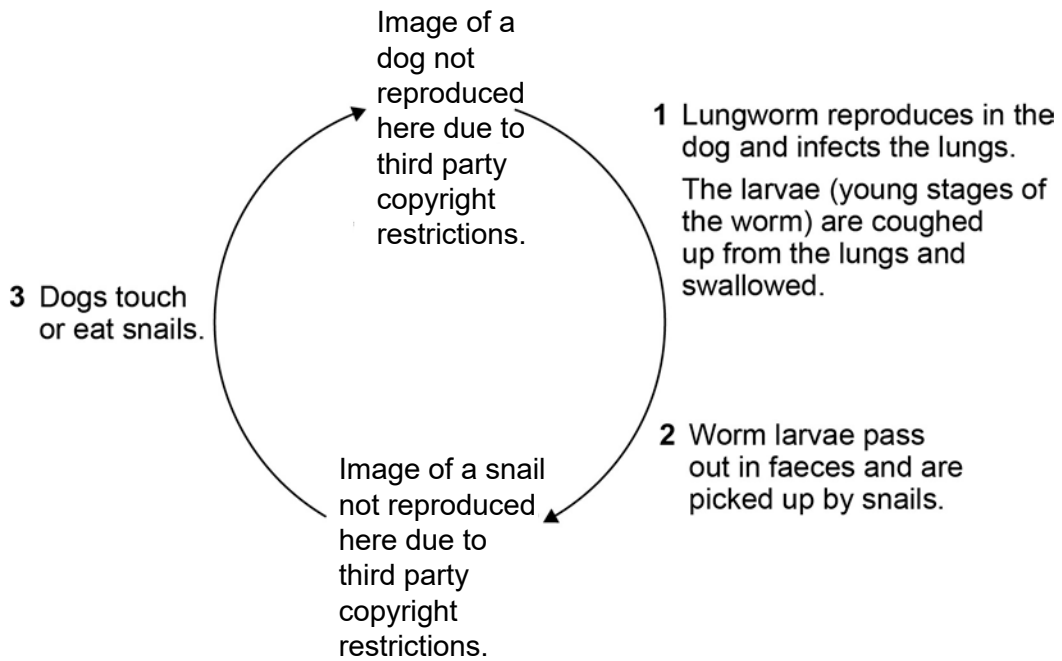 Image of a
dog not
reproduced
here due to
third party
copyright
restrictions.
1 Lungworm reproduces in the
dog and infects the lungs.
The larvae (young stages of
the worm) are coughed
up from the lungs and
swallowed.
2 Worm larvae pass
out in faeces and are
picked up by snails.
Image of a snail
not reproduced
here due to
third party
copyright
restrictions.
3 Dogs touch
or eat snails.